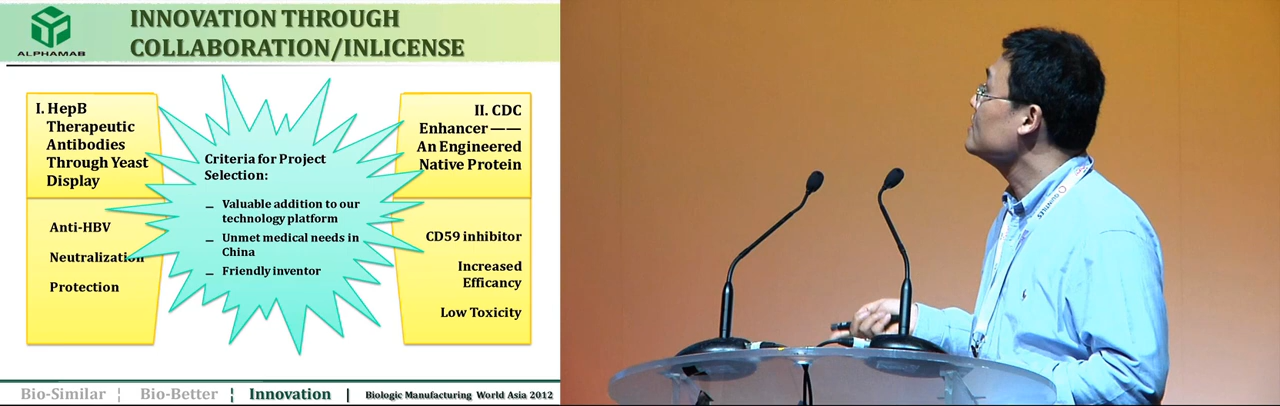 ALPHAMAB
INNOVATION THROUGH
COLLABORATION/INLICENSE
I. HepB
Therapeutic
Antibodies
Through Yeast
Display
Anti-HBV
Neutralization
Protection
Criteria for Project
Selection:
– Valuable addition to our
technology platform
– Unmet medical needs in
China
– Friendly inventor
II. CDC
Enhancer ——
An Engineered
Native Protein
CD59 inhibitor
Increased
Efficancy
Low Toxicity
Bio-Similar ¦ Bio-Better ¦ Innovation | Biologic Manufacturing World Asia 2012
QUINTILES